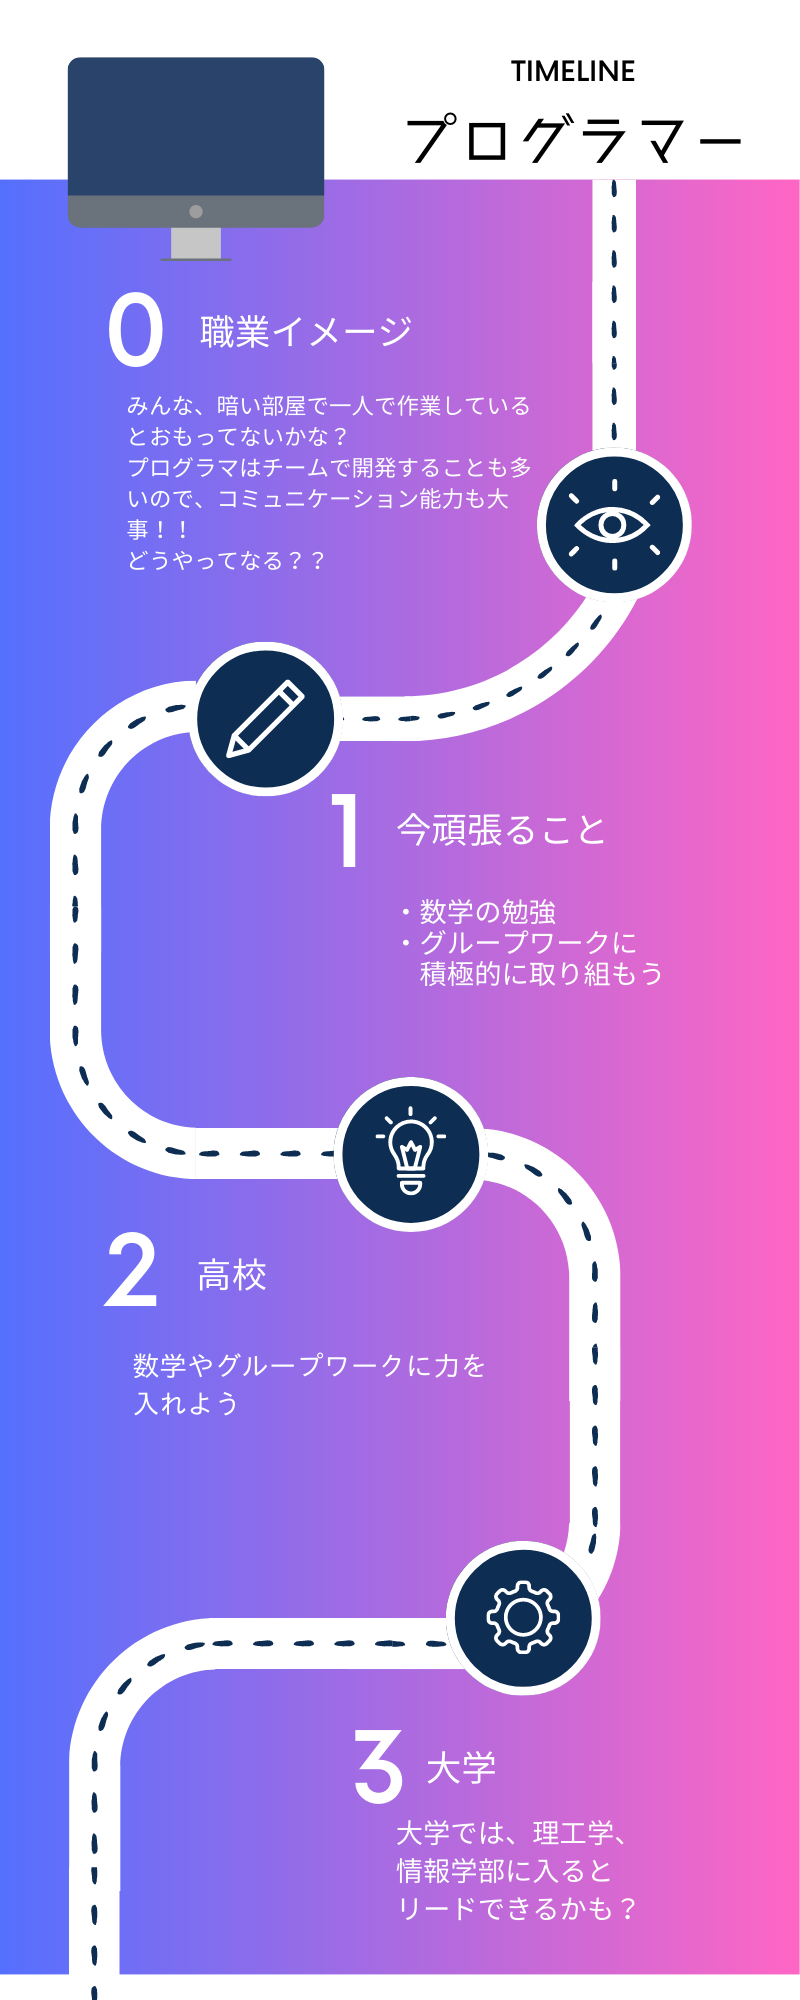 TIMELINE
プログラマー
0 職業イメージ
みんな、暗い部屋で一人で作業している
とおもってないかな？
プログラマはチームで開発することも多
いので、コミュニケーション能力も大
事！！
どうやってなる？？
1 今頑張ること
・数学の勉強
・グループワークに
積極的に取り組もう
2 高校
数学やグループワークに力を
入れよう
3 大学
大学では、理工学、
情報学部に入ると
リードできるかも？